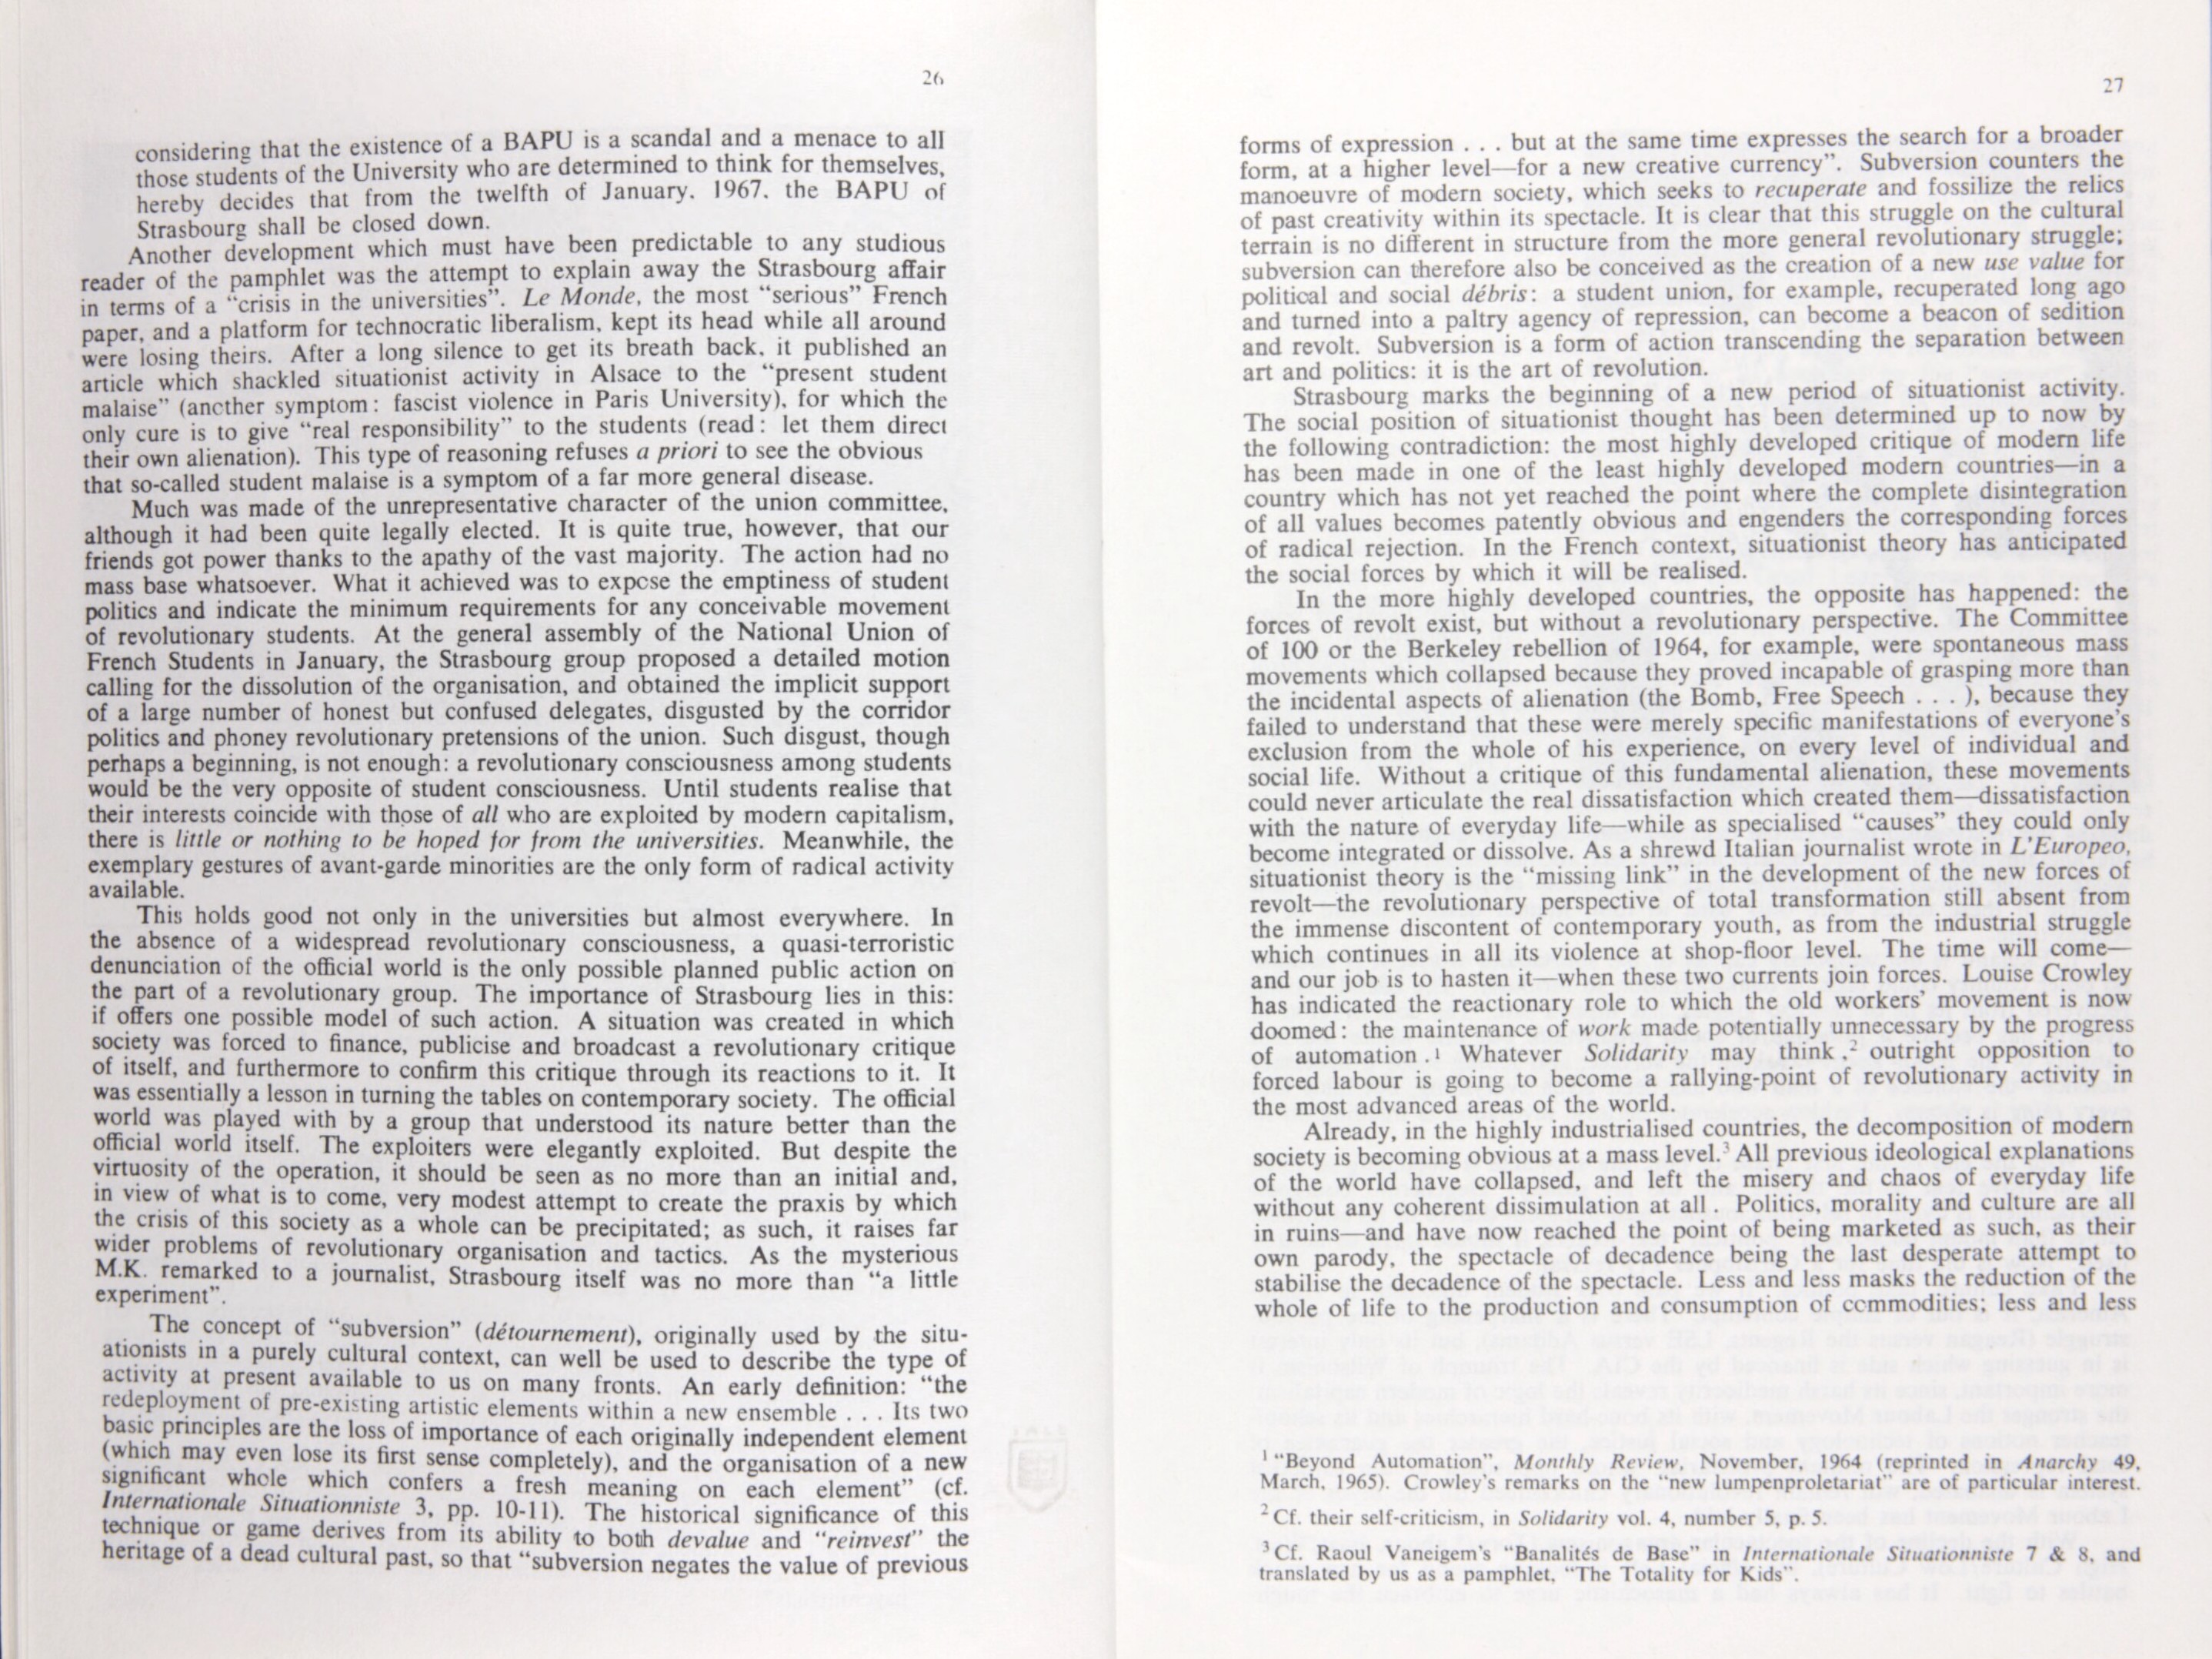 26
considering that the existence of a BAPU is a scandal and a menace to all
those students of the University who are determined to think for themselves,
hereby decides that from the twelfth of January. 1967. the BAPU of
Strasbourg shall be closed down.
Another development which must have been predictable to any studious
reader of the pamphlet was the attempt to explain away the Strasbourg affair
in terms of a “crisis in the universities”. Le Monde, the most “serious” French
paper, and a platform for technocratic liberalism, kept its head while all around
were losing theirs. After a long silence to get its breath back, it published an
article which shackled situationist activity in Alsace to the “present student
malaise” (another symptom: fascist violence in Paris University), for which the
only cure is to give “real responsibility” to the students (read: let them direct
their own alienation). This type of reasoning refuses a priori to see the obvious
that so-called student malaise is a symptom of a far more general disease.
Much was made of the unrepresentative character of the union committee,
although it had been quite legally elected. It is quite true, however, that our
friends got power thanks to the apathy of the vast majority. The action had no
mass base whatsoever. What it achieved was to expose the emptiness of student
politics and indicate the minimum requirements for any conceivable movement
of revolutionary students. At the general assembly of the National Union of
French Students in January, the Strasbourg group proposed a detailed motion
calling for the dissolution of the organisation, and obtained the implicit support
of a large number of honest but confused delegates, disgusted by the corridor
politics and phoney revolutionary pretensions of the union. Such disgust, though
perhaps a beginning, is not enough: a revolutionary consciousness among students
would be the very opposite of student consciousness. Until students realise that
their interests coincide with those of all who are exploited by modern capitalism,
there is little or nothing to be hoped for from the universities. Meanwhile, the
exemplary gestures of avant-garde minorities are the only form of radical activity
available.
This holds good not only in the universities but almost everywhere. In
the absence of a widespread revolutionary consciousness, a quasi-terroristic
denunciation of the official world is the only possible planned public action on
the part of a revolutionary group. The importance of Strasbourg lies in this:
if offers one possible model of such action. A situation was created in which
society was forced to finance, publicise and broadcast a revolutionary critique
of itself, and furthermore to confirm this critique through its reactions to it. It
was essentially a lesson in turning the tables on contemporary society. The official
world was played with by a group that understood its nature better than the
official world itself. The exploiters were elegantly exploited. But despite the
virtuosity of the operation, it should be seen as no more than an initial and,
in view of what is to come, very modest attempt to create the praxis by which
the crisis of this society as a whole can be precipitated; as such, it raises far
wider problems of revolutionary organisation and tactics. As the mysterious
M.K. remarked to a journalist, Strasbourg itself was no more than “a little
experiment”.
The concept of “subversion” (détournement), originally used by the situ-
ationists in a purely cultural context, can well be used to describe the type of
activity at present available to us on many fronts. An early definition: “the
redeployment of pre-existing artistic elements within a new ensemble . . . Its two
basic principles are the loss of importance of each originally independent element
(which may even lose its first sense completely), and the organisation of a new
significant whole which confers a fresh meaning on each element” (cf.
Internationale Situationniste 3, pp. 10-11). The historical significance of this
technique or game derives from its ability to both devalue and “reinvest” the
heritage of a dead cultural past, so that “subversion negates the value of previous
27
forms of expression . . . but at the same time expresses the search for a broader
form, at a higher level—for a new creative currency”. Subversion counters the
manoeuvre of modern society, which seeks to recuperate and fossilize the relics
of past creativity within its spectacle. It is clear that this struggle on the cultural
terrain is no different in structure from the more general revolutionary struggle;
subversion can therefore also be conceived as the creation of a new use value for
political and social débris: a student union, for example, recuperated long ago
and turned into a paltry agency of repression, can become a beacon of sedition
and revolt. Subversion is a form of action transcending the separation between
art and politics: it is the art of revolution.
Strasbourg marks the beginning of a new period of situationist activity.
The social position of situationist thought has been determined up to now by
the following contradiction: the most highly developed critique of modern life
has been made in one of the least highly developed modern countries—in a
country which has not yet reached the point where the complete disintegration
of all values becomes patently obvious and engenders the corresponding forces
of radical rejection. In the French context, situationist theory has anticipated
the social forces by which it will be realised.
In the more highly developed countries, the opposite has happened: the
forces of revolt exist, but without a revolutionary perspective. The Committee
of 100 or the Berkeley rebellion of 1964, for example, were spontaneous mass
movements which collapsed because they proved incapable of grasping more than
the incidental aspects of alienation (the Bomb, Free Speech . . . ), because they
failed to understand that these were merely specific manifestations of everyone’s
exclusion from the whole of his experience, on every level of individual and
social life. Without a critique of this fundamental alienation, these movements
could never articulate the real dissatisfaction which created them—dissatisfaction
with the nature of everyday life—while as specialised “causes” they could only
become integrated or dissolve. As a shrewd Italian journalist wrote in L’Europeo,
situationist theory is the “missing link” in the development of the new forces of
revolt—the revolutionary perspective of total transformation still absent from
the immense discontent of contemporary youth, as from the industrial struggle
which continues in all its violence at shop-floor level. The time will come—
and our job is to hasten it—when these two currents join forces. Louise Crowley
has indicated the reactionary role to which the old workers’ movement is now
doomed: the maintenance of work made potentially unnecessary by the progress
of automation .¹ Whatever Solidarity may think ,² outright opposition to
forced labour is going to become a rallying-point of revolutionary activity in
the most advanced areas of the world.
Already, in the highly industrialised countries, the decomposition of modern
society is becoming obvious at a mass level.³ All previous ideological explanations
of the world have collapsed, and left the misery and chaos of everyday life
without any coherent dissimulation at all . Politics, morality and culture are all
in ruins—and have now reached the point of being marketed as such, as their
own parody, the spectacle of decadence being the last desperate attempt to
stabilise the decadence of the spectacle. Less and less masks the reduction of the
whole of life to the production and consumption of commodities; less and less
¹ “Beyond Automation”, Monthly Review, November, 1964 (reprinted in Anarchy 49,
March, 1965). Crowley’s remarks on the “new lumpenproletariat” are of particular interest.
² Cf. their self-criticism, in Solidarity vol. 4, number 5, p. 5.
³ Cf. Raoul Vaneigem’s “Banalités de Base” in Internationale Situationniste 7 & 8, and
translated by us as a pamphlet, “The Totality for Kids”.